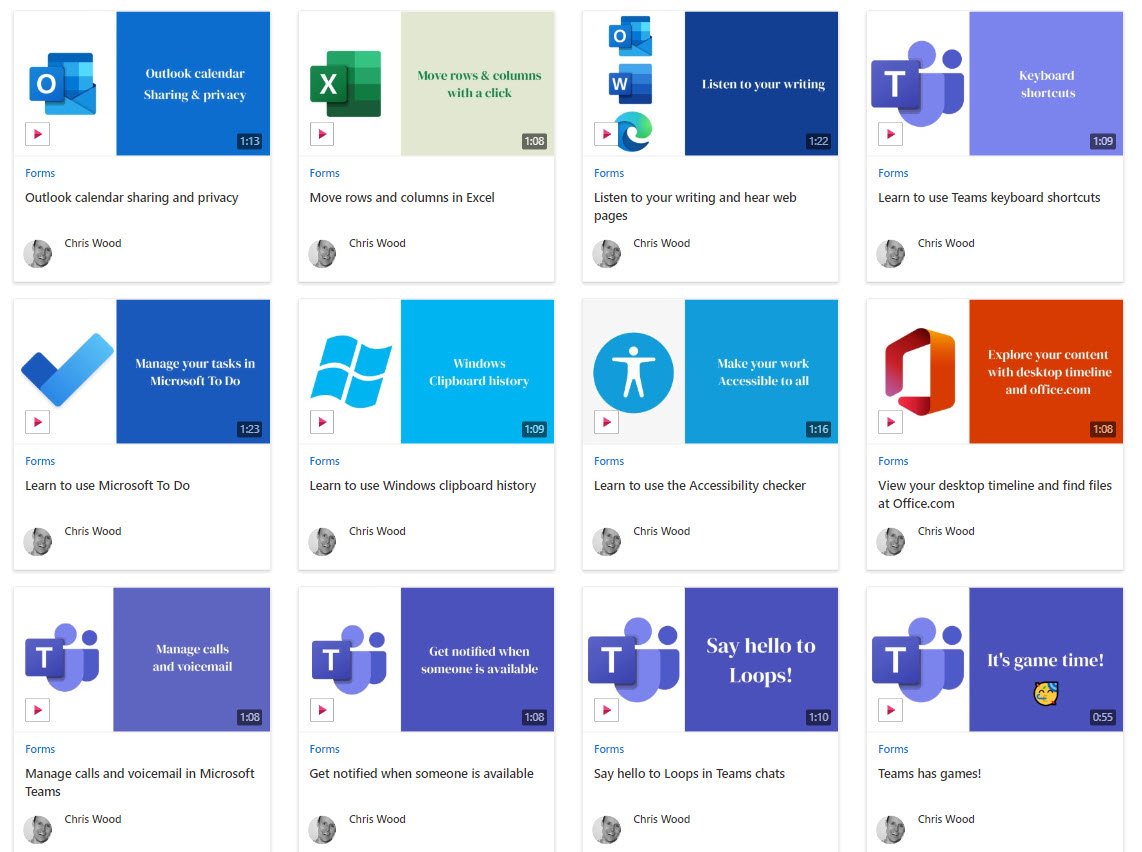 O
Outlook calendar
Sharing & privacy
1:13
Forms
Outlook calendar sharing and privacy
Chris Wood
X
Move rows & columns
with a click
1:08
Forms
Move rows and columns in Excel
Chris Wood
O
W
Listen to your writing
1:22
Forms
Listen to your writing and hear web
pages
Chris Wood
T
Keyboard
shortcuts
1:09
Forms
Learn to use Teams keyboard shortcuts
Chris Wood
Manage your tasks in
Microsoft To Do
1:23
Forms
Learn to use Microsoft To Do
Chris Wood
Windows
Clipboard history
1:09
Forms
Learn to use Windows clipboard history
Chris Wood
Make your work
Accessible to all
1:16
Forms
Learn to use the Accessibility checker
Chris Wood
Explore your content
with desktop timeline
and office.com
1:08
Forms
View your desktop timeline and find files
at Office.com
Chris Wood
T
Manage calls
and voicemail
1:08
Forms
Manage calls and voicemail in Microsoft
Teams
Chris Wood
T
Get notified when
someone is available
1:08
Forms
Get notified when someone is available
Chris Wood
T
Say hello to
Loops!
1:10
Forms
Say hello to Loops in Teams chats
Chris Wood
T
It's game time!
0:55
Forms
Teams has games!
Chris Wood